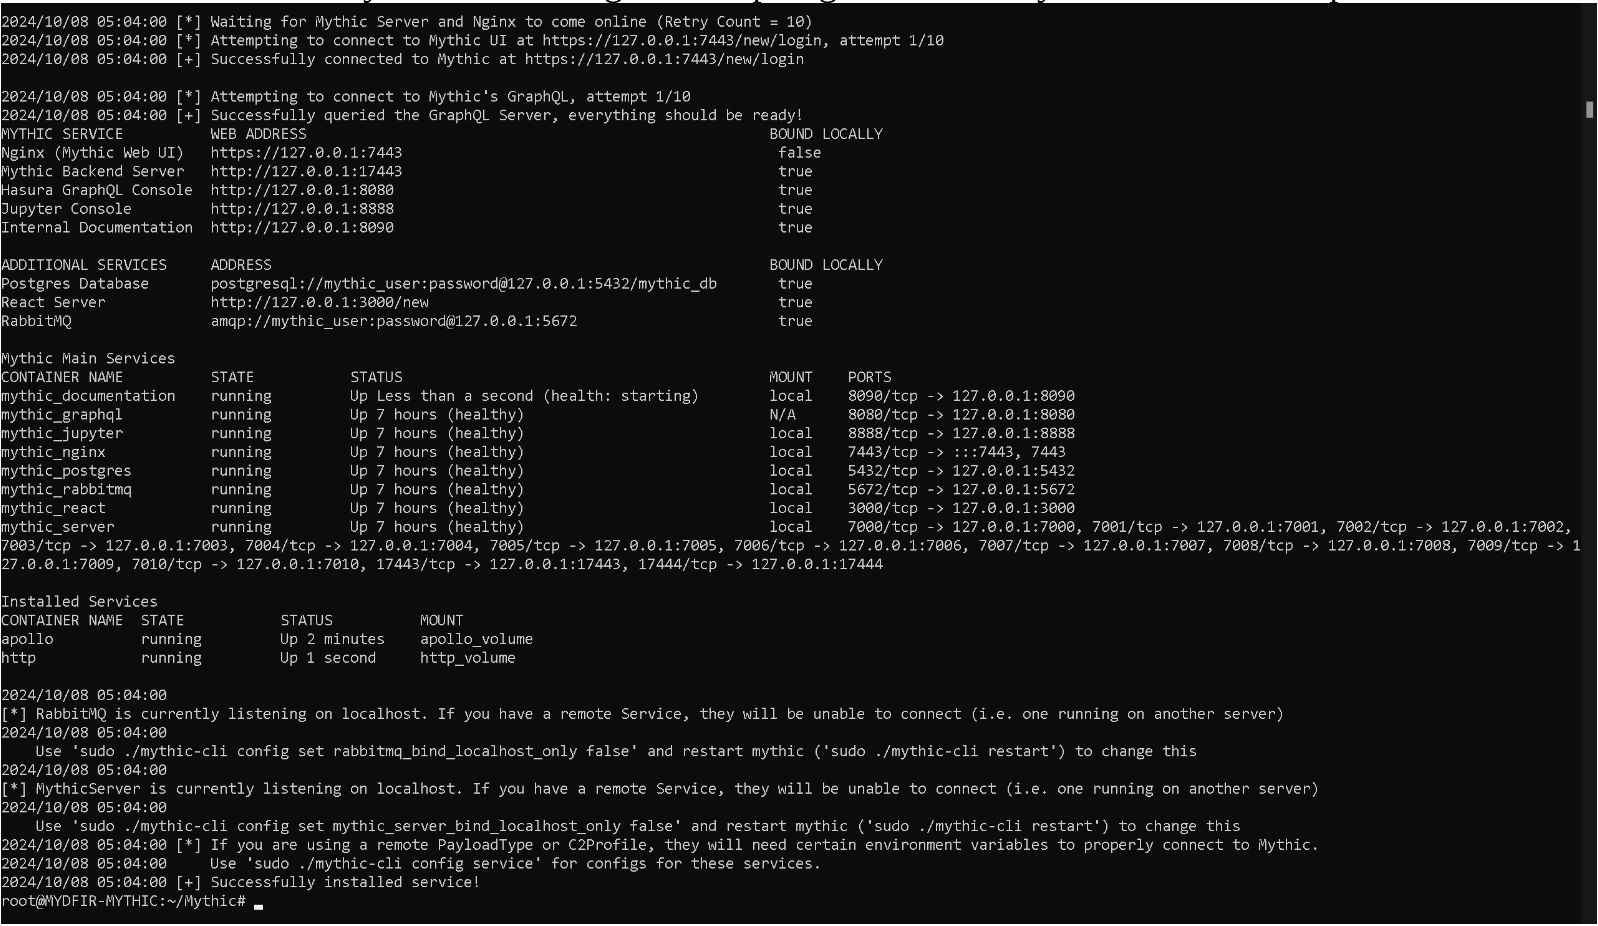 2024/10/08 05:04:00 [*] Waiting for Mythic Server and Nginx to come online (Retry Count = 10)
2024/10/08 05:04:00 [*] Attempting to connect to Mythic UI at https://127.0.0.1:7443/new/login, attempt 1/10
2024/10/08 05:04:00 [+] Successfully connected to Mythic at https://127.0.0.1:7443/new/login
2024/10/08 05:04:00 [*] Attempting to connect to Mythic's GraphQL, attempt 1/10
2024/10/08 05:04:00 [+] Successfully queried the GraphQL Server, everything should be ready!
MYTHIC SERVICE WEB ADDRESS BOUND LOCALLY
Nginx (Mythic Web UI) https://127.0.0.1:7443 false
Mythic Backend Server http://127.0.0.1:17443 true
Hasura GraphQL Console http://127.0.0.1:8080 true
Jupyter Console http://127.0.0.1:8888 true
Internal Documentation http://127.0.0.1:8090 true
ADDITIONAL SERVICES ADDRESS BOUND LOCALLY
Postgres Database postgresql://mythic_user:password@127.0.0.1:5432/mythic_db true
React Server http://127.0.0.1:3000/new true
RabbitMQ amqp://mythic_user:password@127.0.0.1:5672 true
Mythic Main Services
CONTAINER NAME STATE STATUS MOUNT PORTS
mythic_documentation running Up Less than a second (health: starting) local 8090/tcp -> 127.0.0.1:8090
mythic_graphql running Up 7 hours (healthy) N/A 8080/tcp -> 127.0.0.1:8080
mythic_jupyter running Up 7 hours (healthy) local 8888/tcp -> 127.0.0.1:8888
mythic_nginx running Up 7 hours (healthy) local 7443/tcp -> :::7443, 7443
mythic_postgres running Up 7 hours (healthy) local 5432/tcp -> 127.0.0.1:5432
mythic_rabbitmq running Up 7 hours (healthy) local 5672/tcp -> 127.0.0.1:5672
mythic_react running Up 7 hours (healthy) local 3000/tcp -> 127.0.0.1:3000
mythic_server running Up 7 hours (healthy) local 7000/tcp -> 127.0.0.1:7000, 7001/tcp -> 127.0.0.1:7001, 7002/tcp -> 127.0.0.1:7002,
7003/tcp -> 127.0.0.1:7003, 7004/tcp -> 127.0.0.1:7004, 7005/tcp -> 127.0.0.1:7005, 7006/tcp -> 127.0.0.1:7006, 7007/tcp -> 127.0.0.1:7007, 7008/tcp -> 127.0.0.1:7008, 7009/tcp -> 1
27.0.0.1:7009, 7010/tcp -> 127.0.0.1:7010, 17443/tcp -> 127.0.0.1:17443, 17444/tcp -> 127.0.0.1:17444
Installed Services
CONTAINER NAME STATE STATUS MOUNT
apollo running Up 2 minutes apollo_volume
http running Up 1 second http_volume
2024/10/08 05:04:00
[*] RabbitMQ is currently listening on localhost. If you have a remote Service, they will be unable to connect (i.e. one running on another server)
2024/10/08 05:04:00
Use 'sudo ./mythic-cli config set rabbitmq_bind_localhost_only false' and restart mythic ('sudo ./mythic-cli restart') to change this
2024/10/08 05:04:00
[*] MythicServer is currently listening on localhost. If you have a remote Service, they will be unable to connect (i.e. one running on another server)
2024/10/08 05:04:00
Use 'sudo ./mythic-cli config set mythic_server_bind_localhost_only false' and restart mythic ('sudo ./mythic-cli restart') to change this
2024/10/08 05:04:00 [*] If you are using a remote PayloadType or C2Profile, they will need certain environment variables to properly connect to Mythic.
2024/10/08 05:04:00 Use 'sudo ./mythic-cli config service' for configs for these services.
2024/10/08 05:04:00 [+] Successfully installed service!
root@MYDFIR-MYTHIC:~/Mythic#